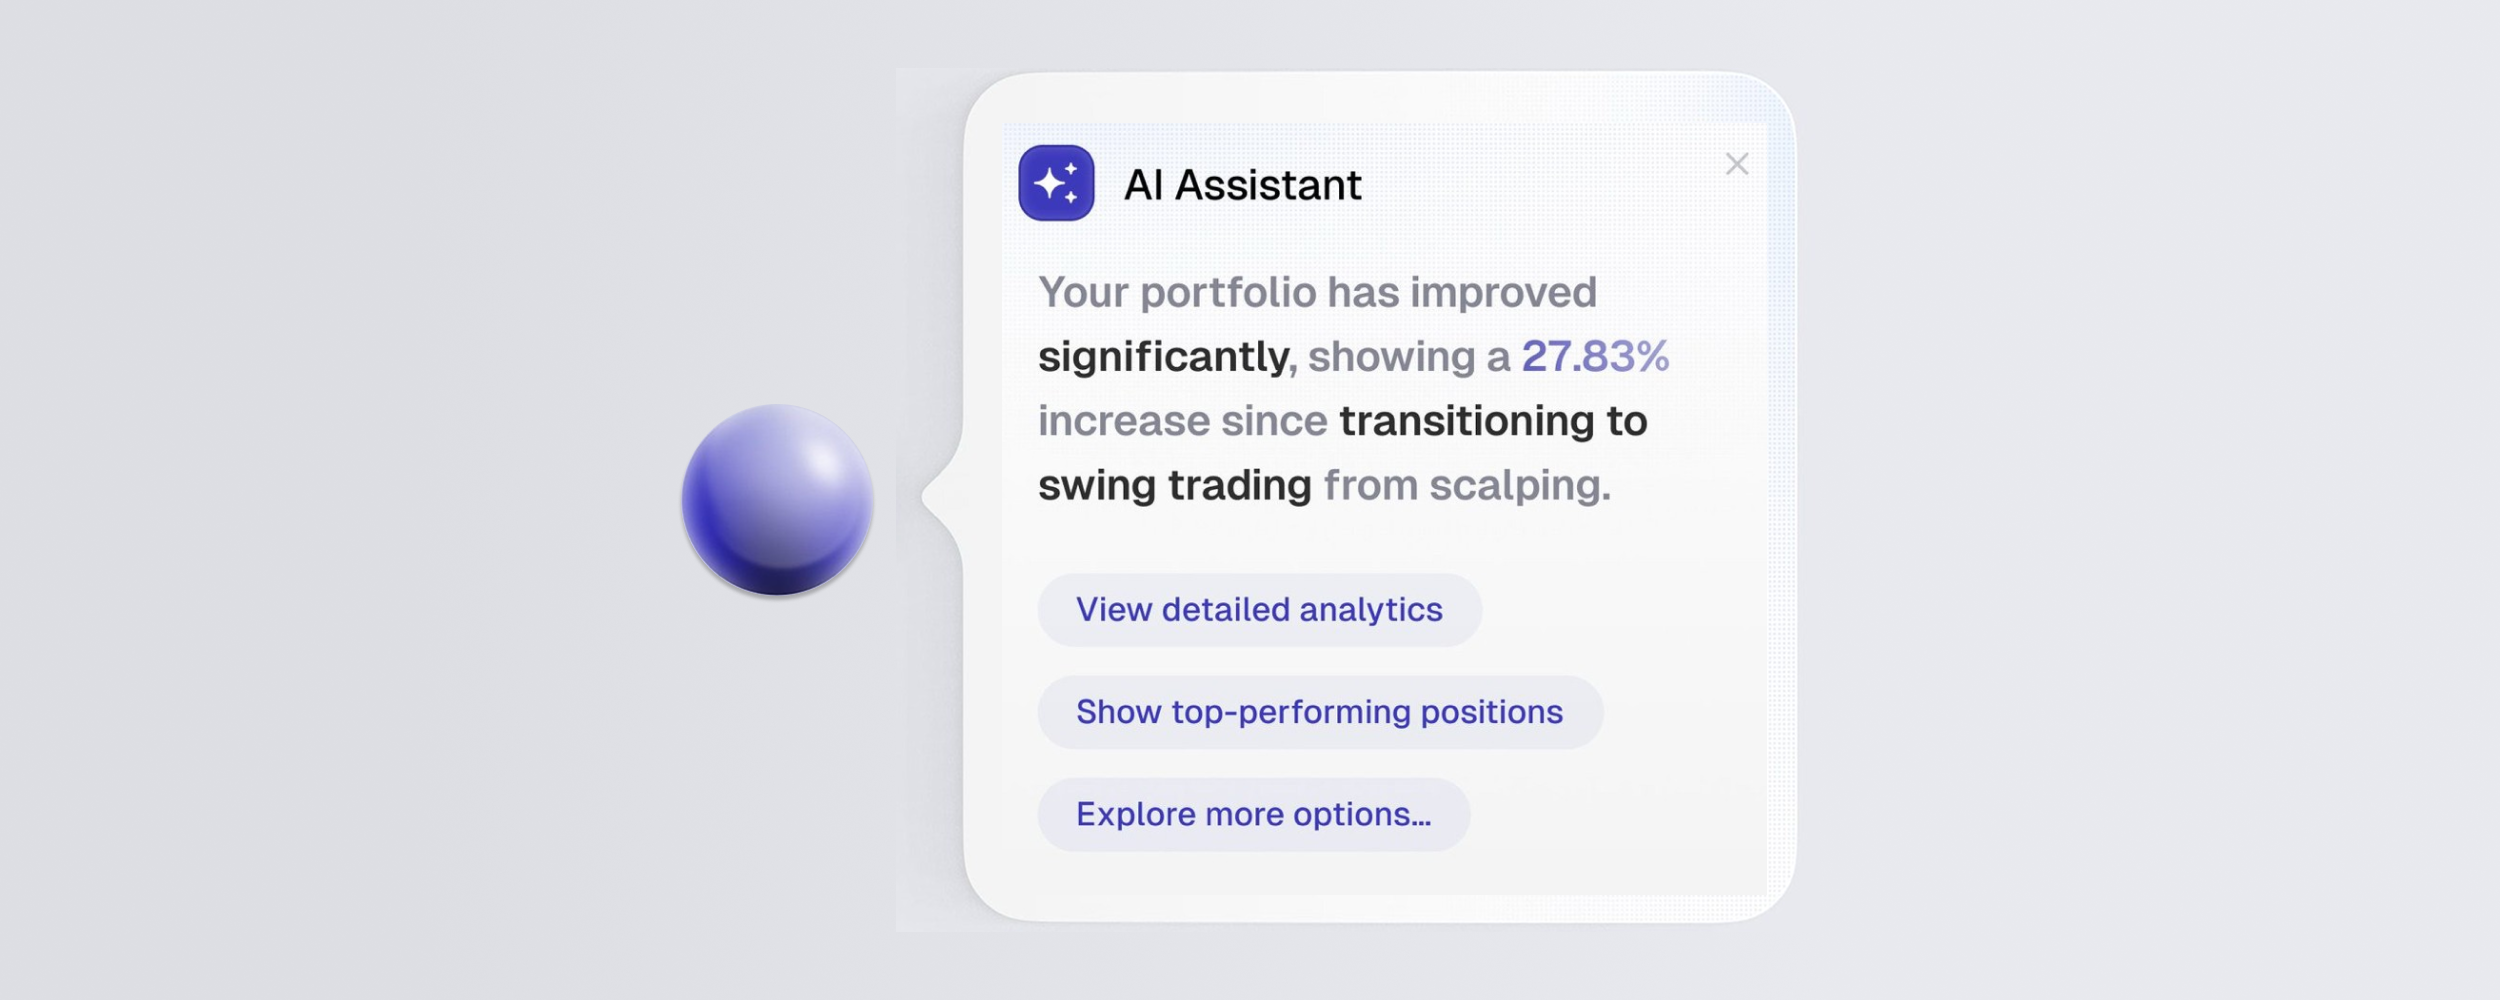 AI Assistant
Your portfolio has improved
significantly, showing a 27.83%
increase since transitioning to
swing trading from scalping.
View detailed analytics
Show top-performing positions
Explore more options...